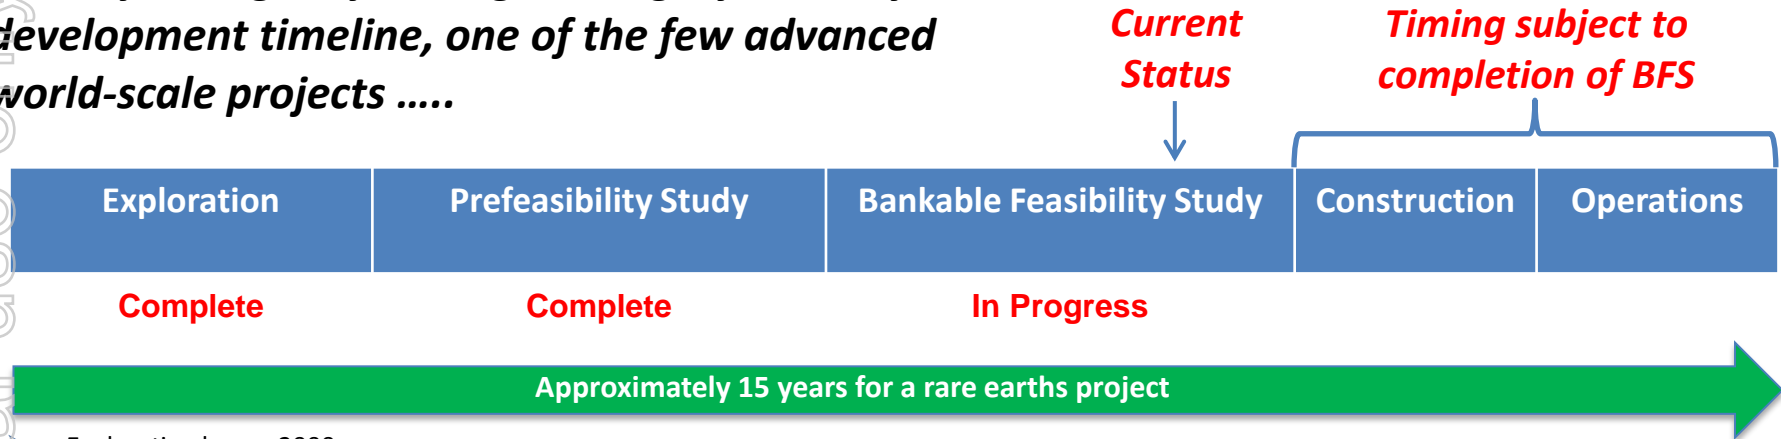 development timeline, one of the few advanced
world-scale projects .....
Current
Status
Timing subject to
completion of BFS
Exploration
Prefeasibility Study
Bankable Feasibility Study
Construction
Operations
Complete
Complete
In Progress
Approximately 15 years for a rare earths project